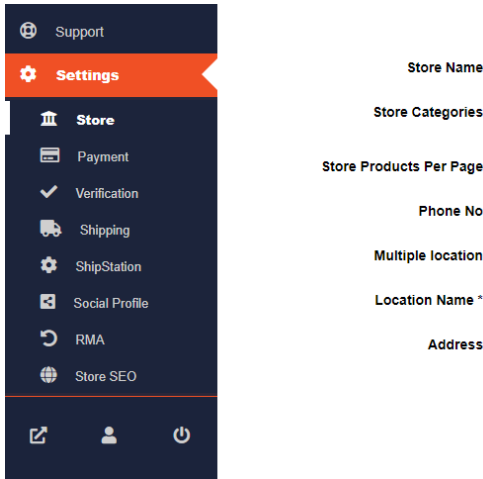 Support
Settings
Store
Payment
Verification
Shipping
ShipStation
Social Profile
RMA
Store SEO
Store Name
Store Categories
Store Products Per Page
Phone No
Multiple location
Location Name *
Address